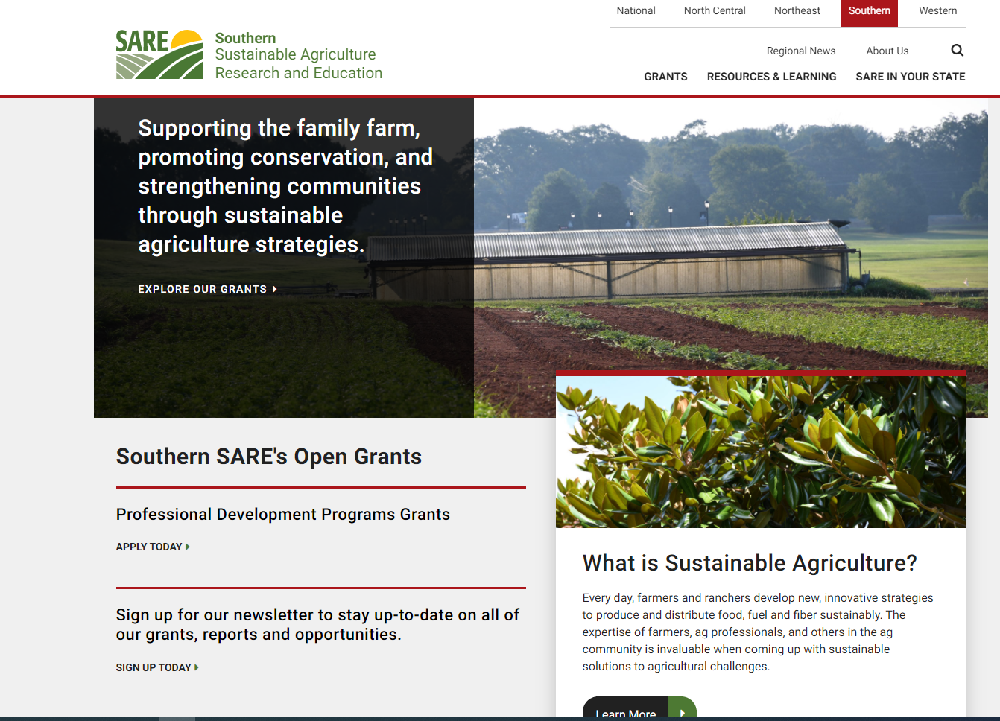 National North Central Northeast Southern Western
SARE
Southern
Sustainable Agriculture
Research and Education
Regional News About Us
GRANTS RESOURCES & LEARNING SARE IN YOUR STATE
Supporting the family farm,
promoting conservation, and
strengthening communities
through sustainable
agriculture strategies.
EXPLORE OUR GRANTS
Southern SARE's Open Grants
Professional Development Programs Grants
APPLY TODAY
Sign up for our newsletter to stay up-to-date on all of
our grants, reports and opportunities.
SIGN UP TODAY
What is Sustainable Agriculture?
Every day, farmers and ranchers develop new, innovative strategies
to produce and distribute food, fuel and fiber sustainably. The
expertise of farmers, ag professionals, and others in the ag
community is invaluable when coming up with sustainable
solutions to agricultural challenges.
Learn More